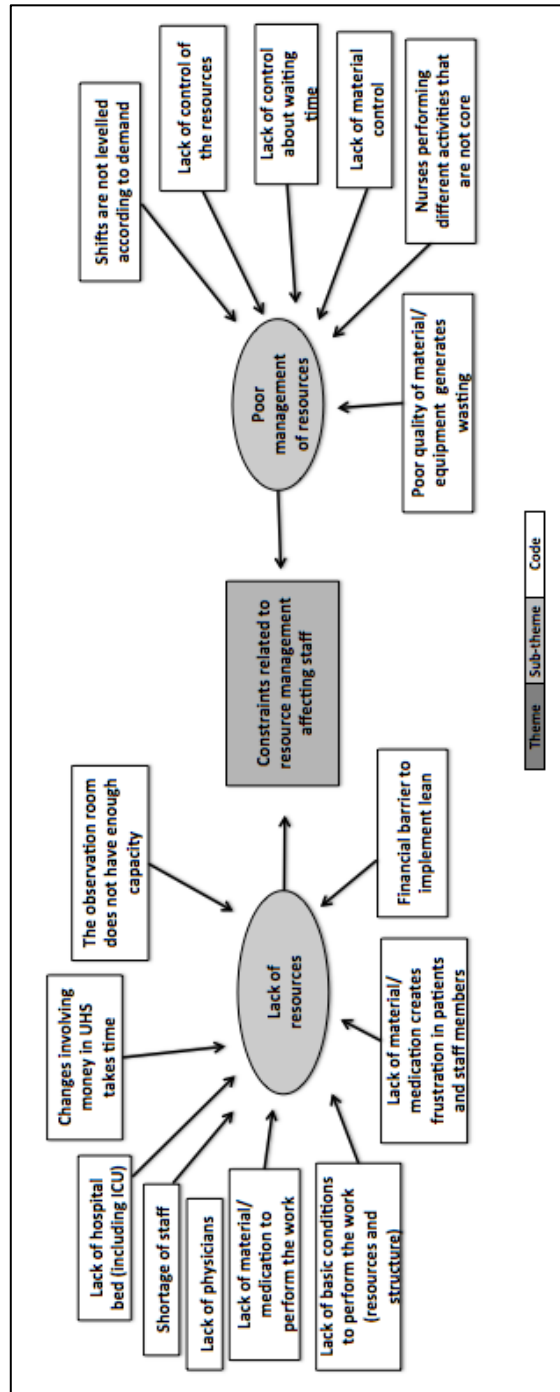 Lack of hospital
bed (including ICU)
Changes involving
money in UHS
takes time
The observation room
does not have enough
capacity
Shortage of staff
Lack of physicians
Lack of material/
medication to
perform the work
Lack of basic conditions
to perform the work
(resources and
structure)
Lack of material/
medication creates
frustration in patients
and staff members
Financial barrier to
implement lean
Lack of
resources
Constraints related to
resource management
affecting staff
Poor
management
of resources
Shifts are not levelled
according to demand
Lack of control of
the resources
Lack of control
about waiting
time
Lack of material
control
Nurses performing
different activities that
are not core
Poor quality of material/
equipment generates
wasting
Theme Sub-theme Code